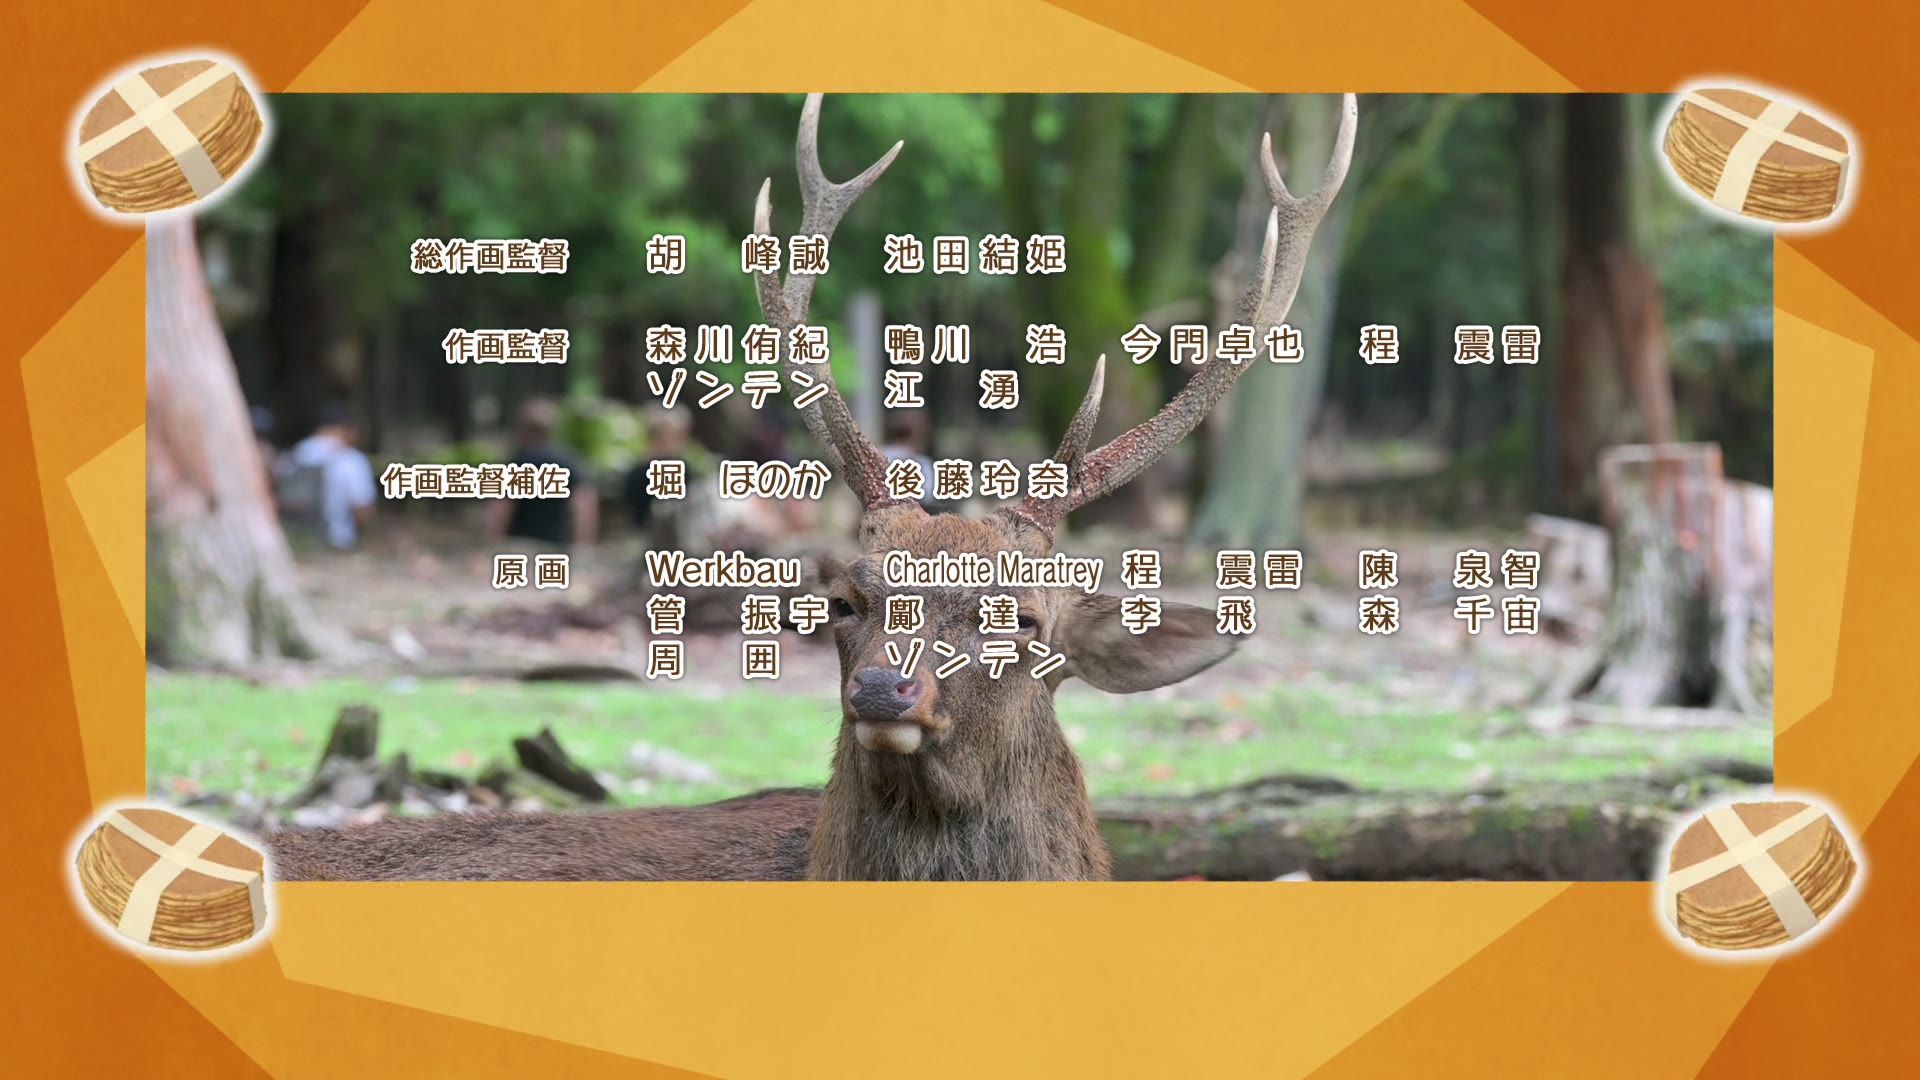 総作画監督 胡 峰誠 池田結姫
作画監督 森川侑紀 鴨川 浩 今門卓也 程 震雷
ゾンテン 江 湧
作画監督補佐 堀 ほのか 後藤玲奈
原画 Werkbau Charlotte Maratrey 程 震雷 陳 泉智
管 振宇 鄺 達 李 飛 森 千宙
周 囲 ゾンテン